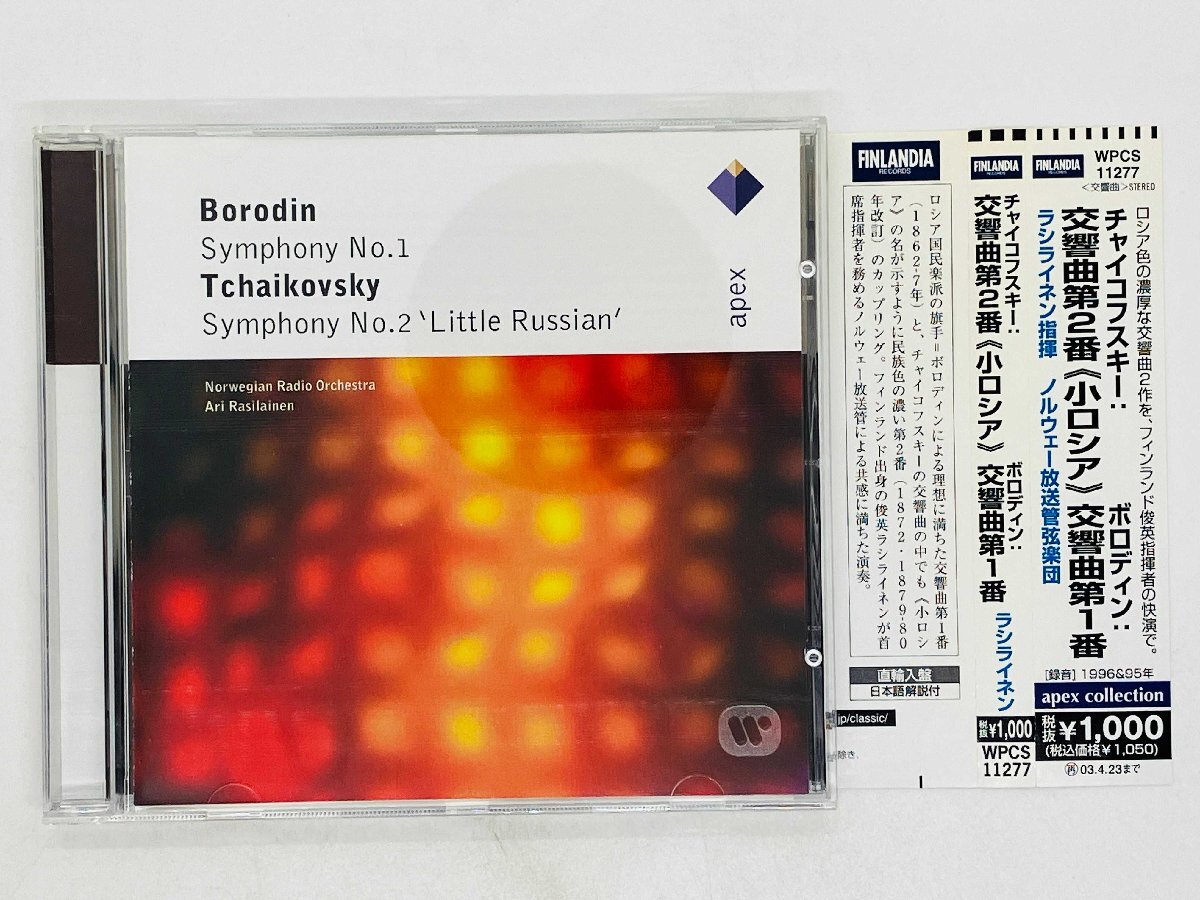 Borodin
Symphony No.1
Tchaikovsky
Symphony No.2 ‘Little Russian’
apex
Norwegian Radio Orchestra
Ari Rasilainen
FINLANDIA
RECORDS
ロシア国民楽派の旗手=ボロディンによる理想に満ちた交響曲第1番
(1862-7年)と、チャイコフスキーの交響曲の中でも《小ロシ
ア》の名が示すように民族色の濃い第2番(1872・1879-80
年改訂)のカップリング。フィンランド出身の俊英ラシライネンが首
席指揮者を務めるノルウェー放送管による共感に満ちた演奏。
直輸入盤
日本語解説付
jp/classic/
除き、
FINLANDIA
RECORDS
チャイコフスキー:
交響曲第2番《小ロシア》
ボロディン:
交響曲第1番
ラシライネン
税抜¥1,000
WPCS
11277
FINLANDIA
RECORDS
WPCS
11277
<交響曲>STEREO
ロシア色の濃厚な交響曲2作を、フィンランド俊英指揮者の快演で。
チャイコフスキー:
交響曲第2番《小ロシア》
ボロディン:
交響曲第1番
ラシライネン指揮 ノルウェー放送管弦楽団
[録音]1996&95年
apex collection
税抜¥1,000
(税込価格¥1,050)
再03.4.23まで